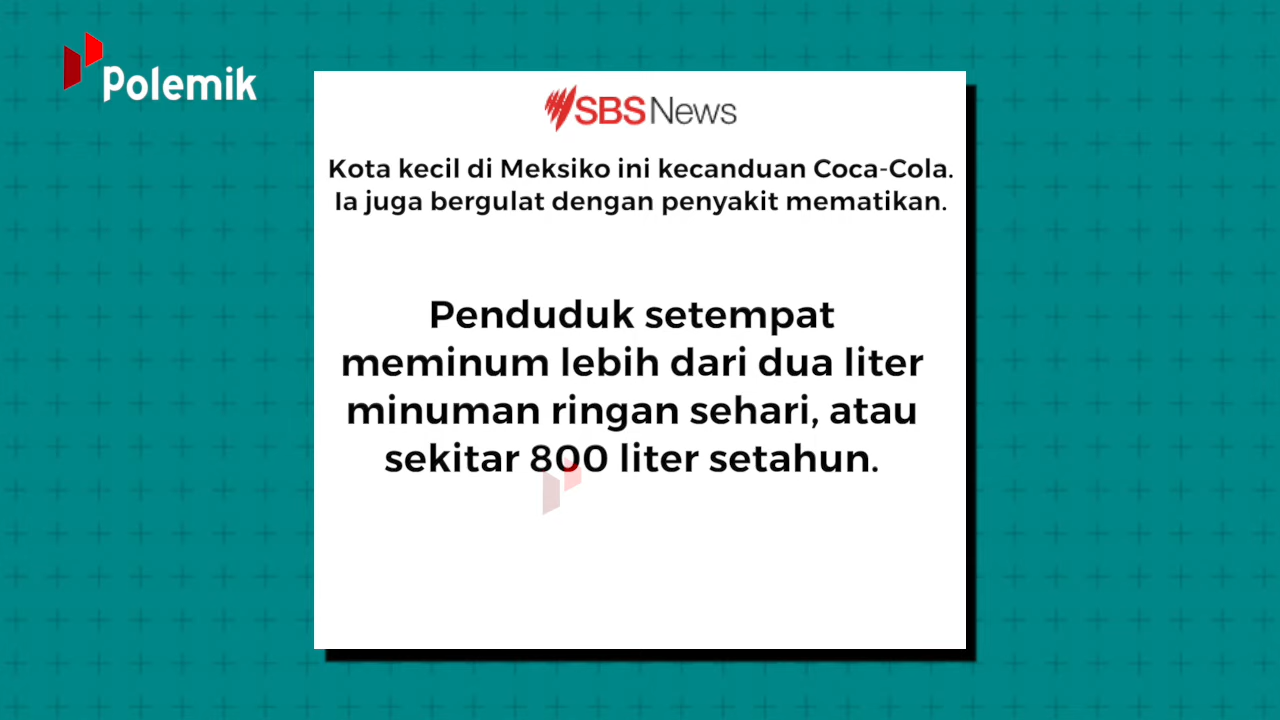 Polemik
SBS News
Kota kecil di Meksiko ini kecanduan Coca-Cola.
Ia juga bergulat dengan penyakit mematikan.
Penduduk setempat
meminum lebih dari dua liter
minuman ringan sehari, atau
sekitar 800 liter setahun.